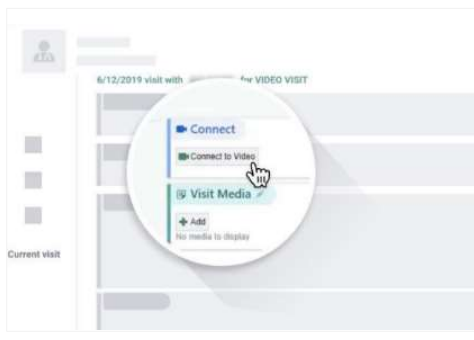 6/12/2019 visit with for VIDEO VISIT
Connect
Connect to Video
Visit Media
Add
No media to display
Current visit